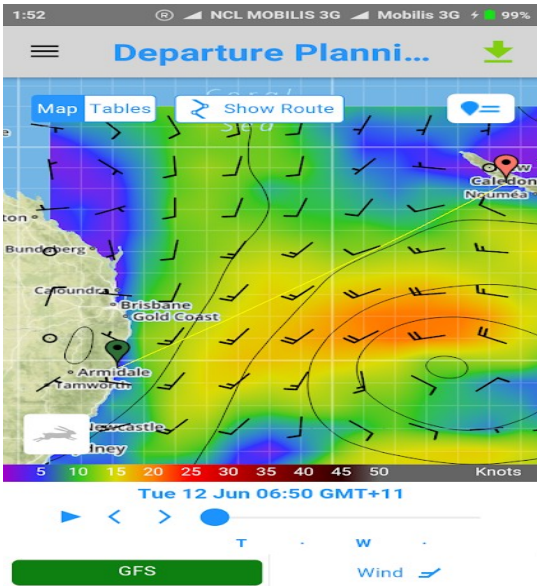 1:52 ® NCL MOBILIS 3G Mobilis 3G 99%
Departure Planni...
Map Tables Show Route
Coral
Sea
Caledon
Nouméa
ton
Bundaberg
Caloundra
Brisbane
Gold Coast
Armidale
Tamworth
Newcastle
dney
5 10 15 20 25 30 35 40 45 50 Knots
Tue 12 Jun 06:50 GMT+11
T . W .
GFS Wind